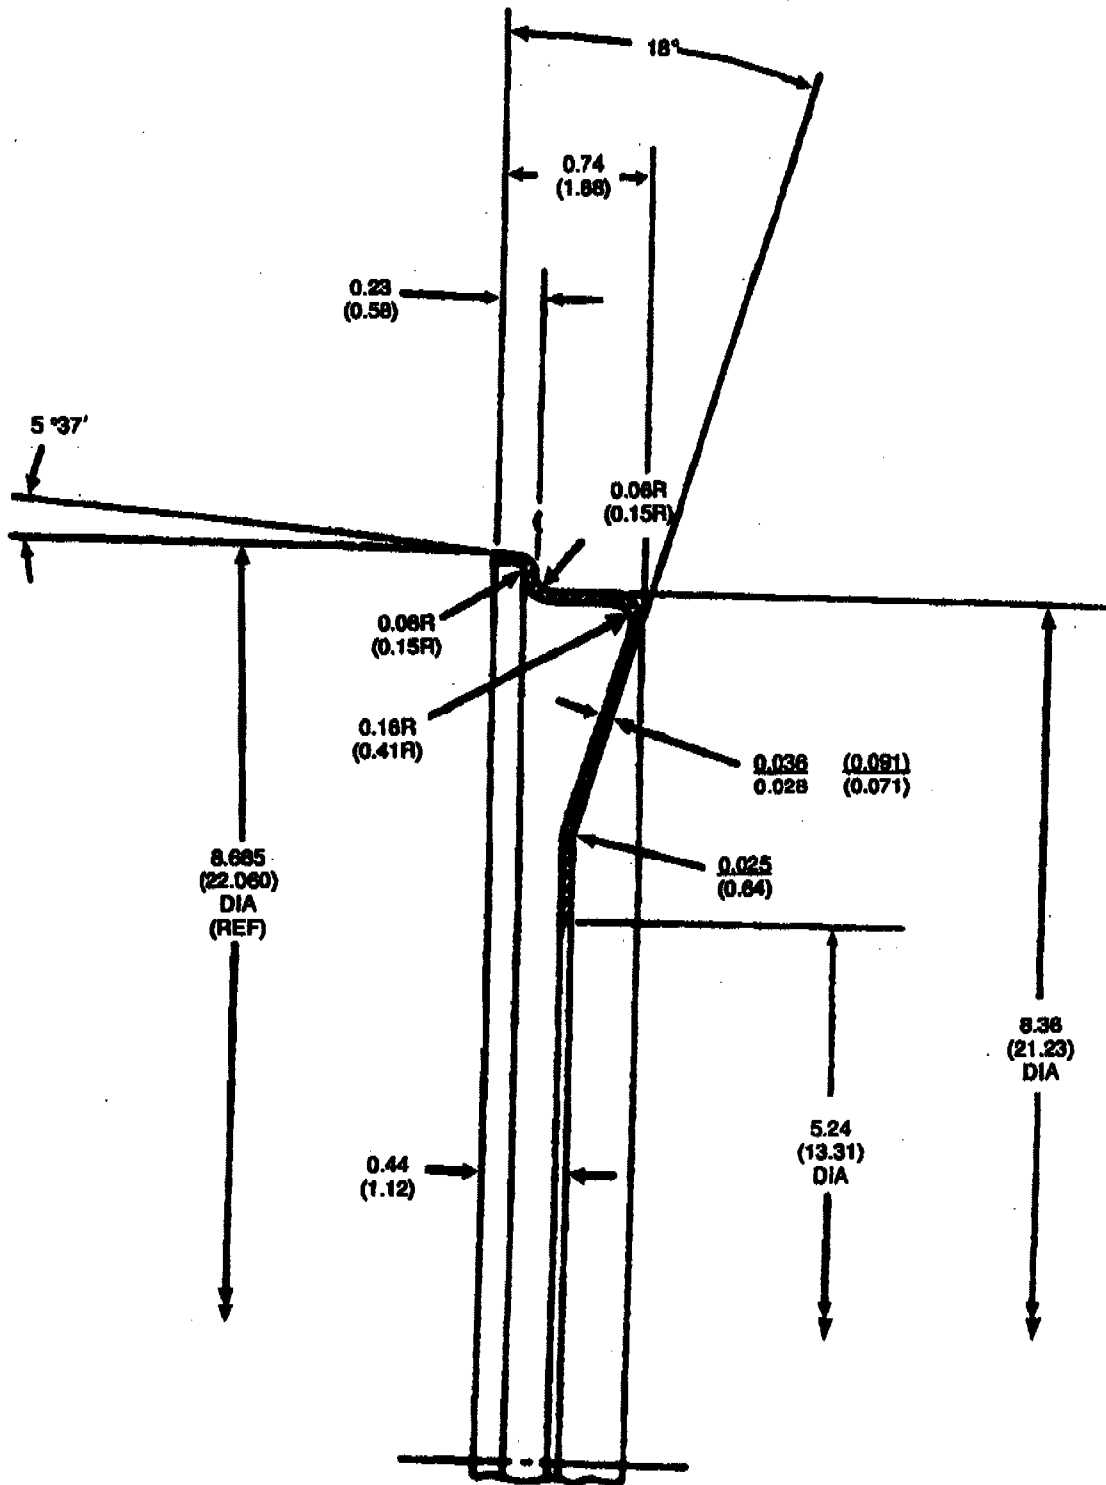 18°
0.74
(1.88)
0.23
(0.58)
5 °37'
0.06R
(0.15R)
0.06R
(0.15R)
0.16R
(0.41R)
0.036 (0.091)
0.028 (0.071)
0.025
(0.64)
8.685
(22.060)
DIA
(REF)
8.36
(21.23)
DIA
5.24
(13.31)
DIA
0.44
(1.12)